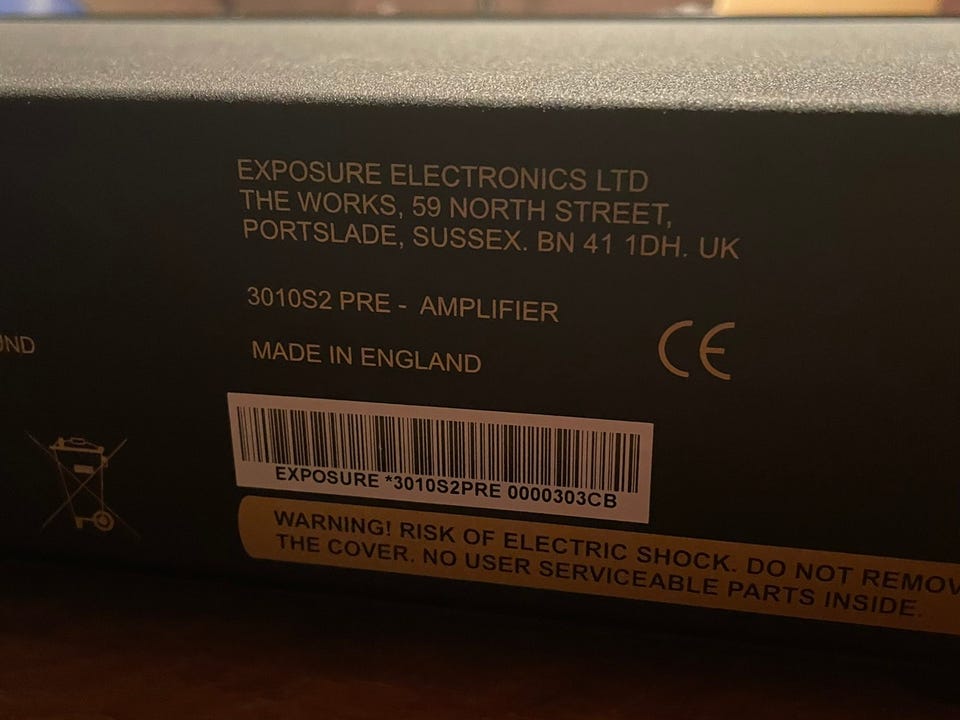 EXPOSURE ELECTRONICS LTD
THE WORKS, 59 NORTH STREET,
PORTSLADE, SUSSEX. BN 41 1DH. UK
3010S2 PRE - AMPLIFIER
MADE IN ENGLAND
CE
EXPOSURE *3010S2PRE 0000303CB
WARNING! RISK OF ELECTRIC SHOCK. DO NOT REMOV
THE COVER. NO USER SERVICEABLE PARTS INSIDE.